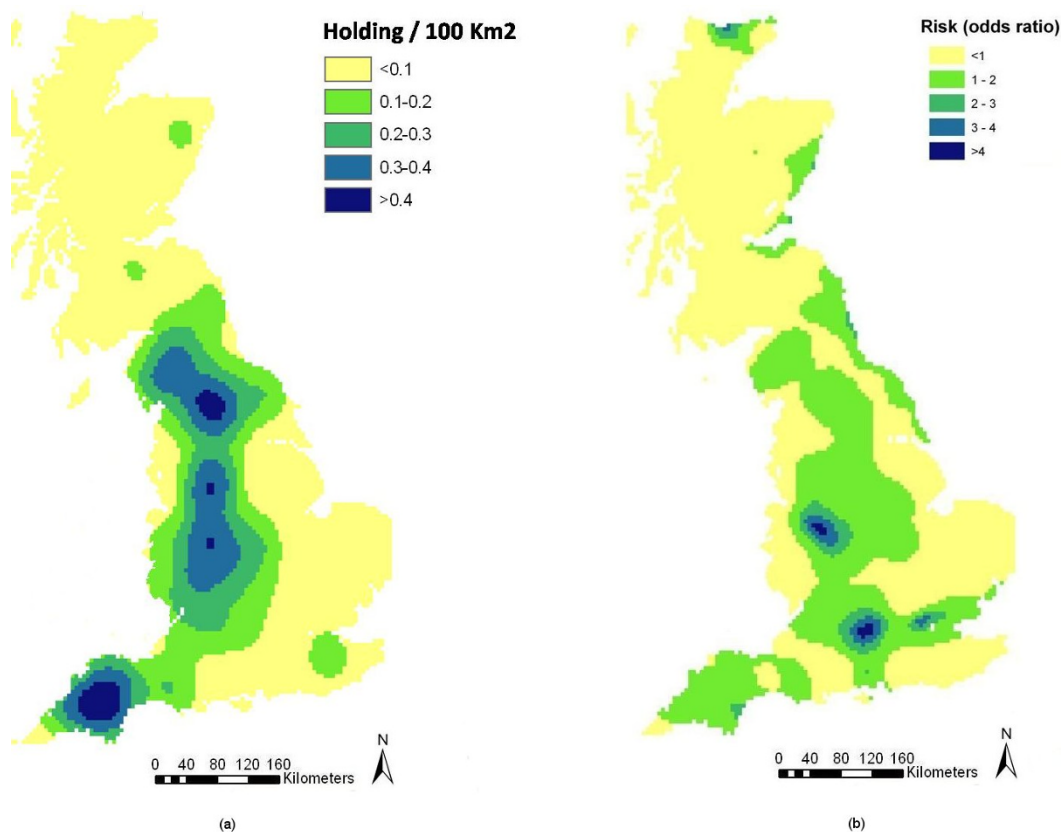 Holding / 100 Km2
<0.1
0.1-0.2
0.2-0.3
0.3-0.4
>0.4
Risk (odds ratio)
<1
1 - 2
2 - 3
3 - 4
>4
N
0 40 80 120 160
Kilometers
N
0 40 80 120 160
Kilometers
(a)
(b)